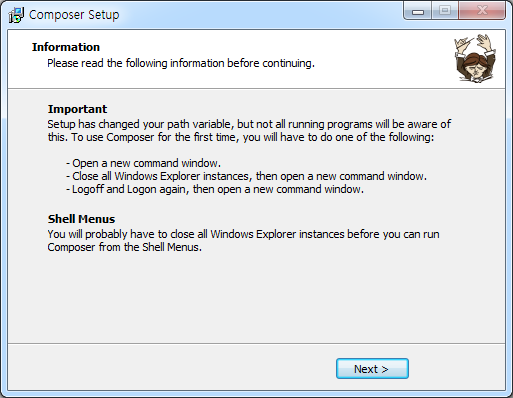 Composer Setup
Information
Please read the following information before continuing.
Important
Setup has changed your path variable, but not all running programs will be aware of
this. To use Composer for the first time, you will have to do one of the following:
- Open a new command window.
- Close all Windows Explorer instances, then open a new command window.
- Logoff and Logon again, then open a new command window.
Shell Menus
You will probably have to close all Windows Explorer instances before you can run
Composer from the Shell Menus.
Next >